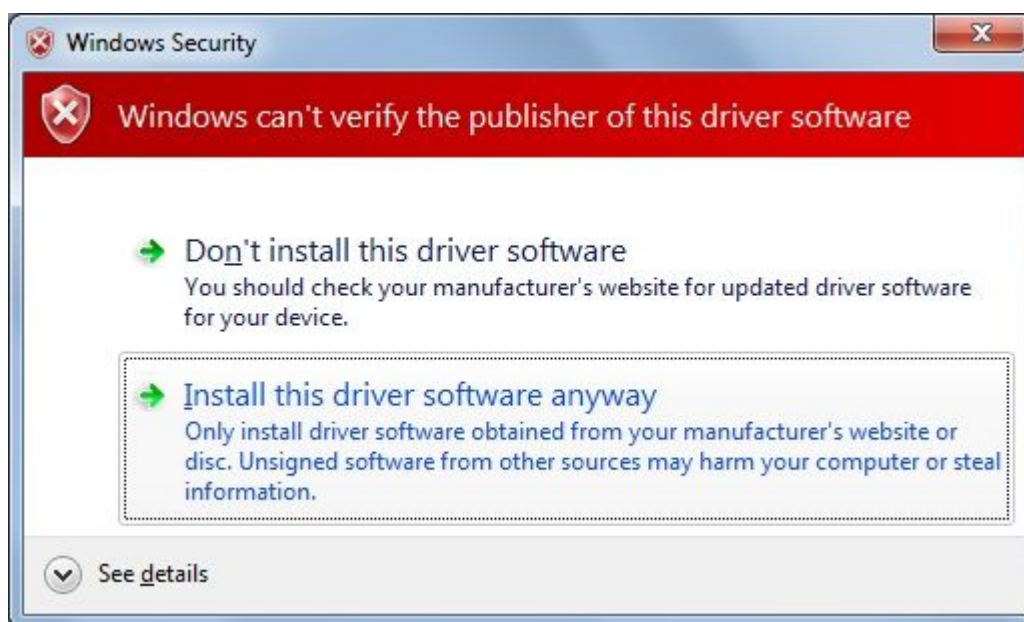 Windows Security
Windows can't verify the publisher of this driver software
Don't install this driver software
You should check your manufacturer's website for updated driver software
for your device.
Install this driver software anyway
Only install driver software obtained from your manufacturer's website or
disc. Unsigned software from other sources may harm your computer or steal
information.
See details